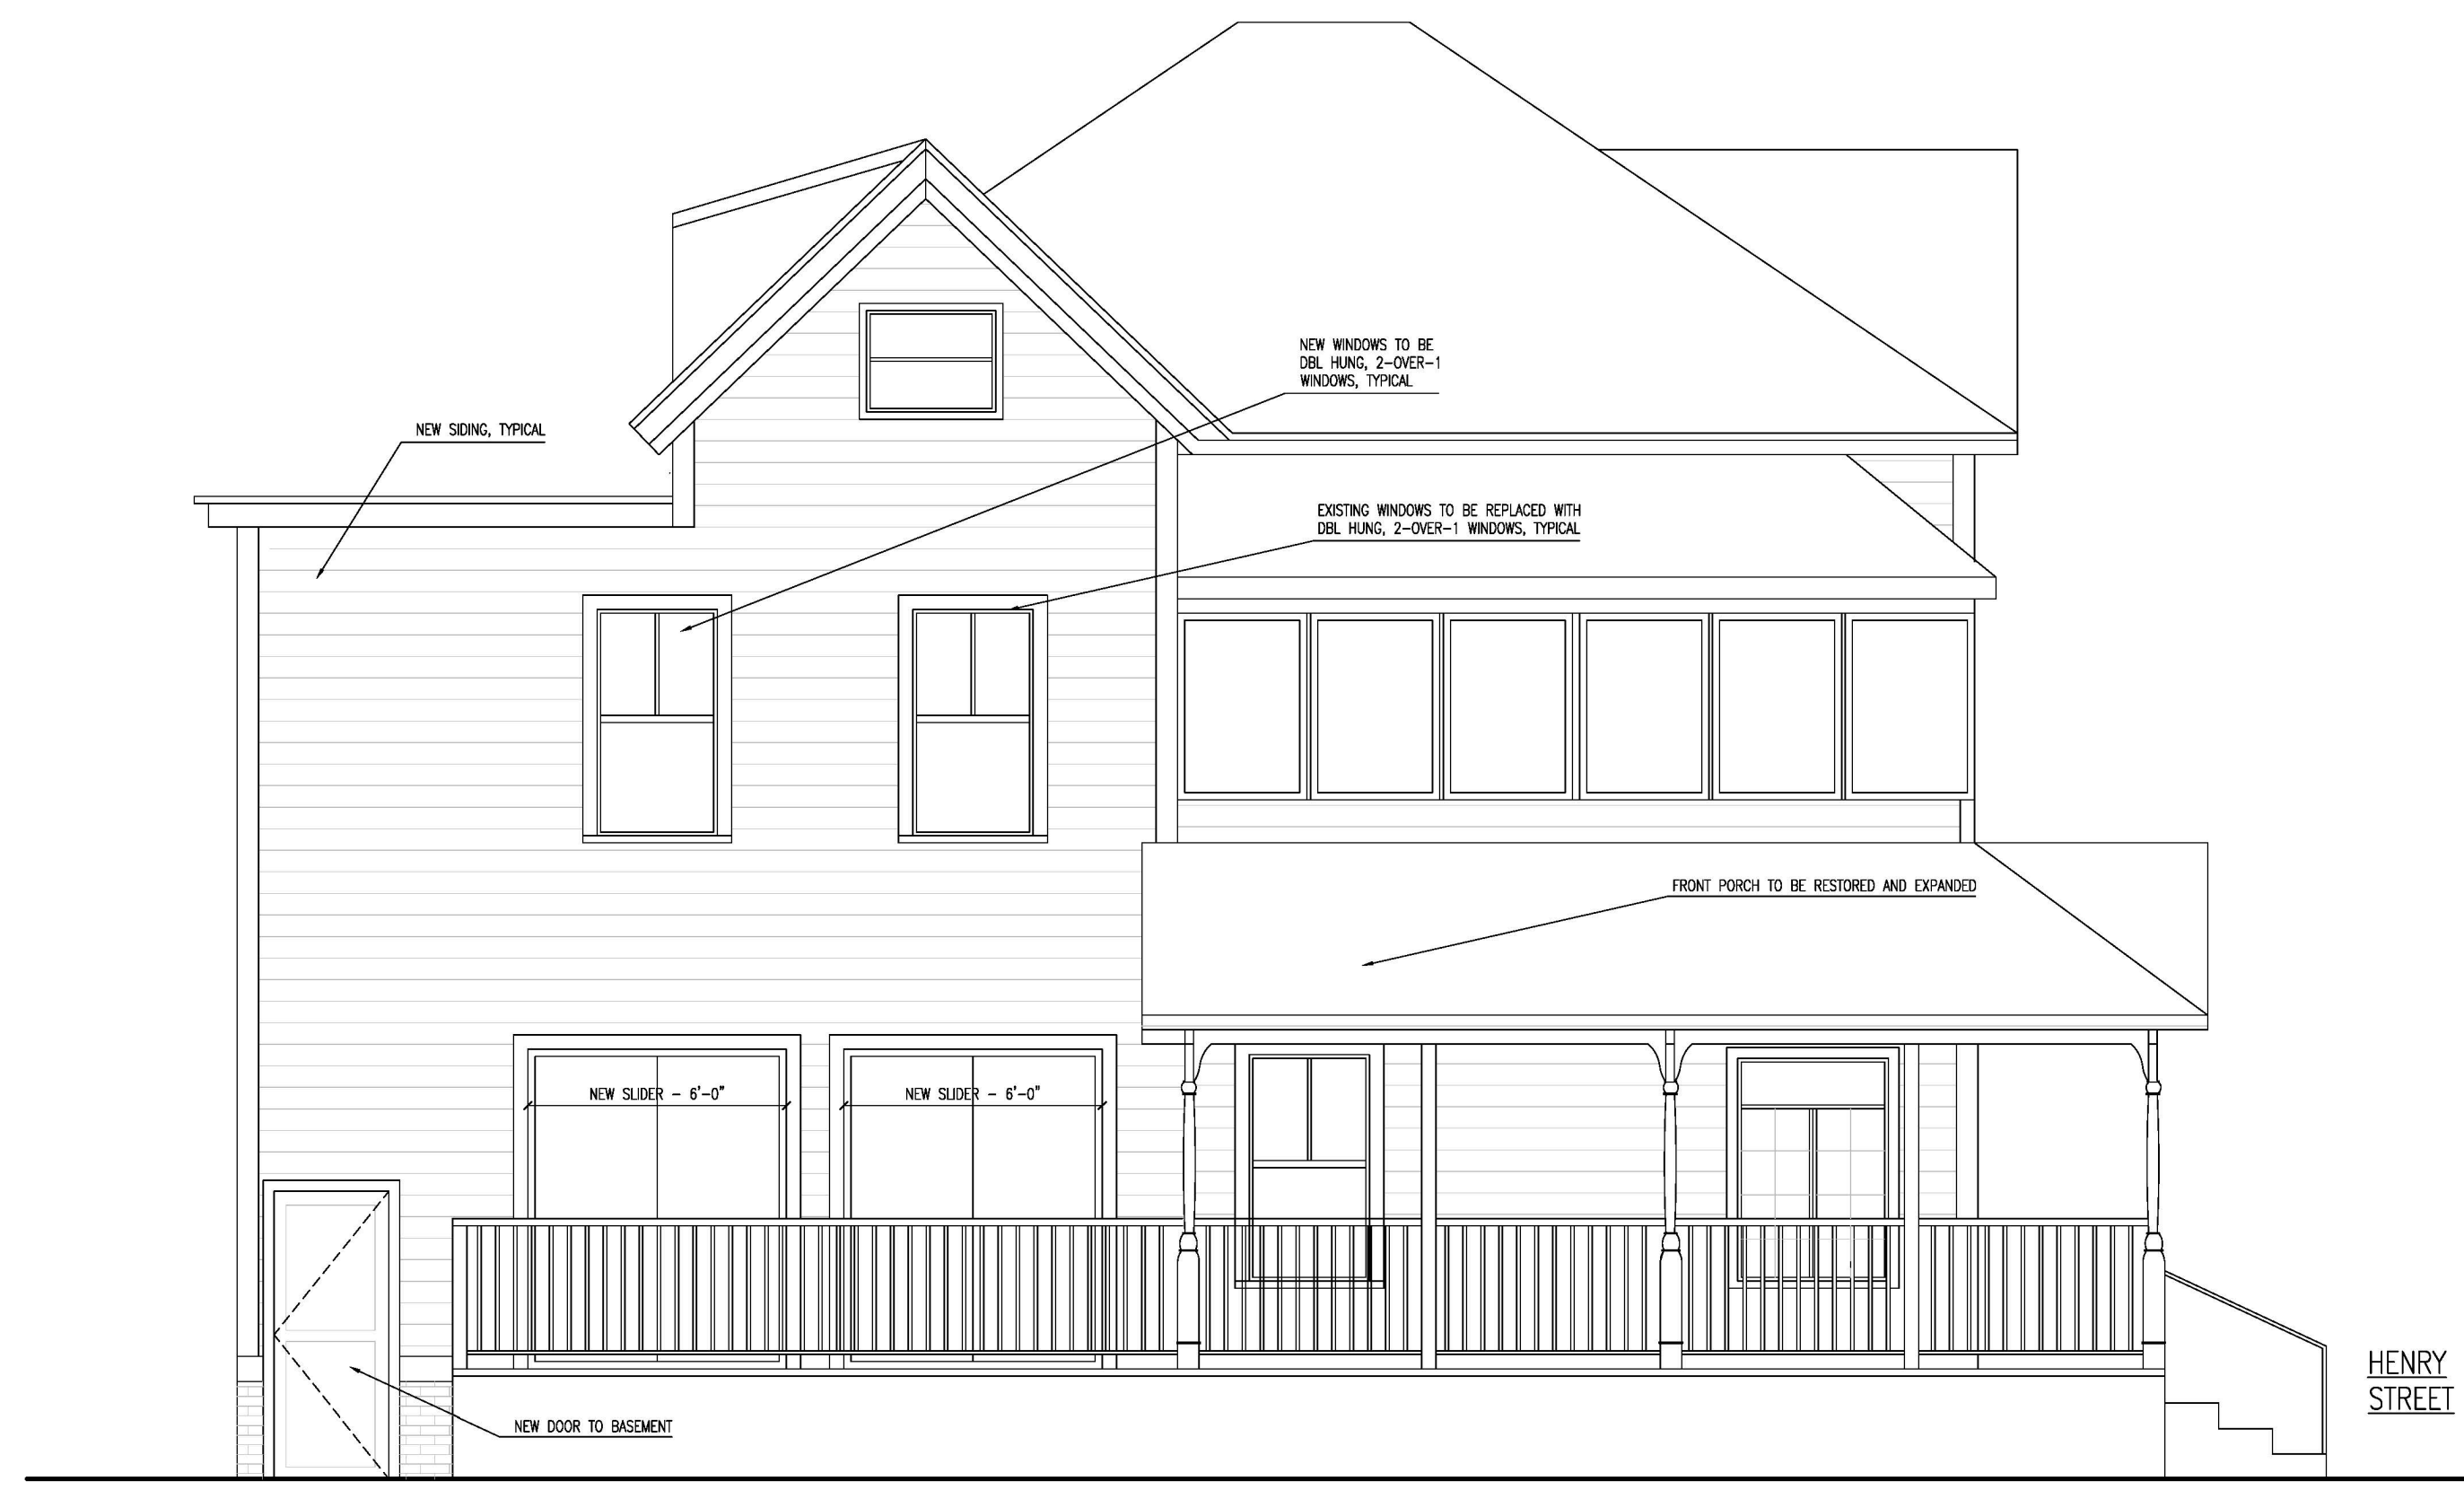 NEW WINDOWS TO BE
DBL HUNG, 2-OVER-1
WINDOWS, TYPICAL
NEW SIDING, TYPICAL
EXISTING WINDOWS TO BE REPLACED WITH
DBL HUNG, 2-OVER-1 WINDOWS, TYPICAL
FRONT PORCH TO BE RESTORED AND EXPANDED
NEW SLIDER - 6'-0"
NEW SLIDER - 6'-0"
HENRY
STREET
NEW DOOR TO BASEMENT